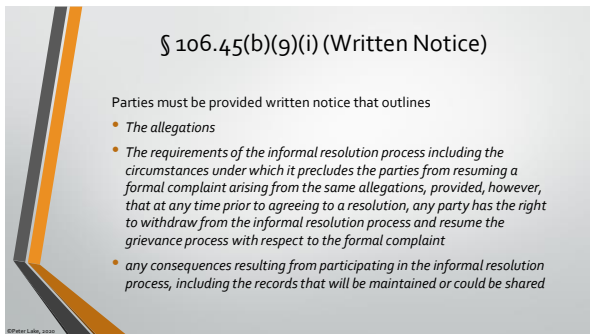 § 106.45(b)(9)(i) (Written Notice)
Parties must be provided written notice that outlines
• The allegations
• The requirements of the informal resolution process including the
circumstances under which it precludes the parties from resuming a
formal complaint arising from the same allegations, provided, however,
that at any time prior to agreeing to a resolution, any party has the right
to withdraw from the informal resolution process and resume the
grievance process with respect to the formal complaint
• any consequences resulting from participating in the informal resolution
process, including the records that will be maintained or could be shared
©Peter Lake, 2020